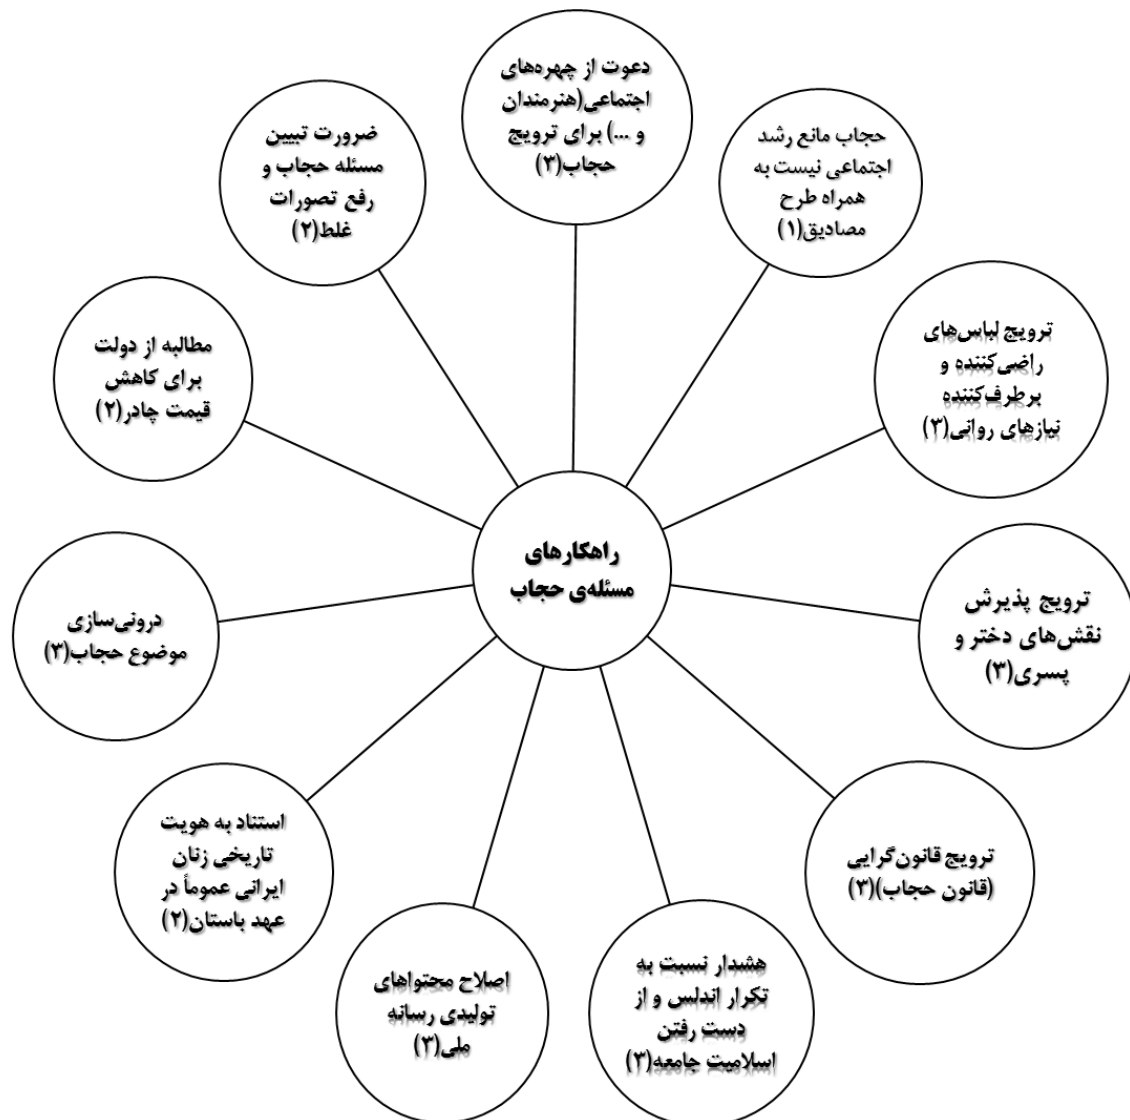 دعوت از چهره‌های
اجتماعی(هنرمندان
و ...) برای ترویج
حجاب(۳)
حجاب مانع رشد
اجتماعی نیست به
همراه طرح
مصادیق(۱)
ترویج لباس‌های
راضی‌کننده و
برطرف‌کننده
نیازهای روانی(۳)
ترویج پذیرش
نقش‌های دختر و
پسری(۳)
ترویج قانون‌گرایی
(قانون حجاب)(۳)
هشدار نسبت به
تکرار اندلس و از
دست رفتن
اسلامیت جامعه(۳)
اصلاح محتواهای
تولیدی رسانه
ملی(۳)
استناد به هویت
تاریخی زنان
ایرانی عموماً در
عهد باستان(۲)
درونی‌سازی
موضوع حجاب(۳)
مطالبه از دولت
برای کاهش
قیمت چادر(۲)
ضرورت تبیین
مسئله حجاب و
رفع تصورات
غلط(۲)
راهکارهای
مسئله‌ی حجاب